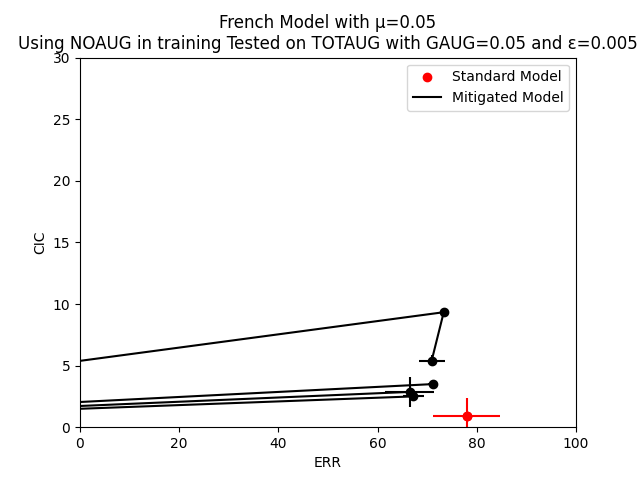 French Model with μ=0.05
Using NOAUG in training Tested on TOTAUG with GAUG=0.05 and ε=0.005
Standard Model
Mitigated Model
30
25
20
15
10
5
0
CIC
0 20 40 60 80 100
ERR